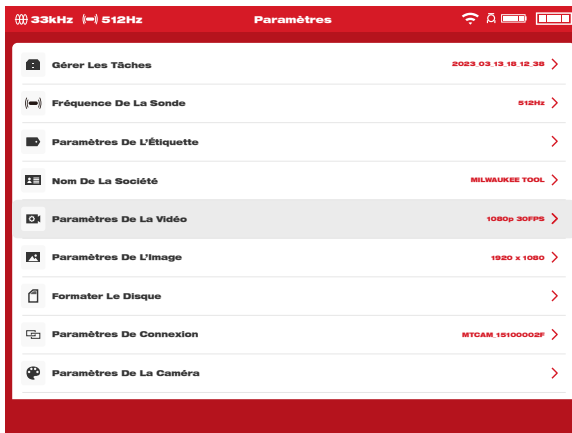 33kHz 512Hz Paramètres
Gérer Les Tâches 2023_03_13_18_12_38
Fréquence De La Sonde 512Hz
Paramètres De L'Étiquette
Nom De La Société MILWAUKEE TOOL
Paramètres De La Vidéo 1080p 30FPS
Paramètres De L'Image 1920 x 1080
Formater Le Disque
Paramètres De Connexion MTCAM_15100002F
Paramètres De La Caméra